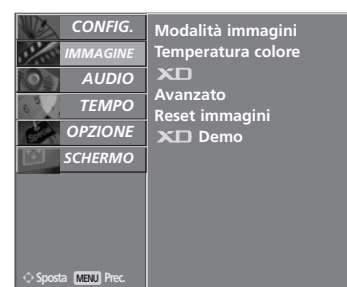 CONFIG.
IMMAGINE
AUDIO
TEMPO
OPZIONE
SCHERMO
Modalità immagini
Temperatura colore
XD
Avanzato
Reset immagini
XD Demo
Sposta MENU Prec.